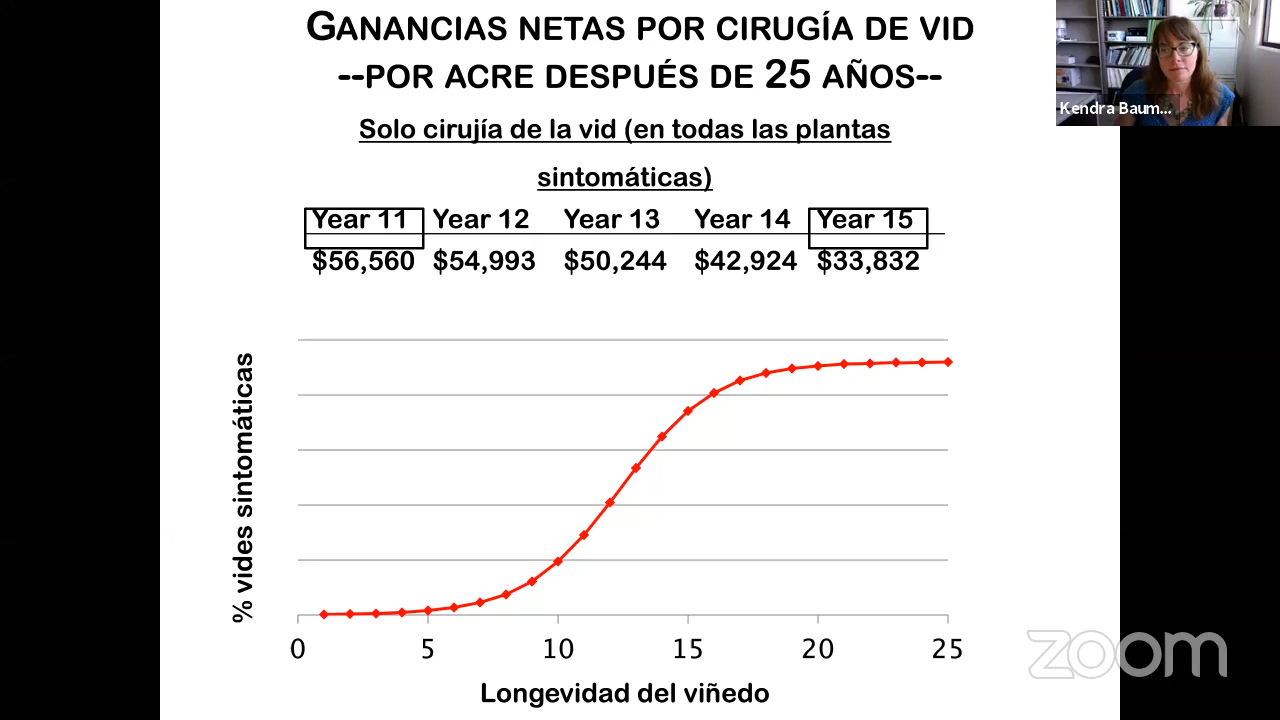 GANANCIAS NETAS POR CIRUGÍA DE VID
--POR ACRE DESPUÉS DE 25 AÑOS--
Kendra Baum...
Solo cirujía de la vid (en todas las plantas
sintomáticas)
Year 11 Year 12 Year 13 Year 14 Year 15
$56,560 $54,993 $50,244 $42,924 $33,832
% vides sintomáticas
0 5 10 15 20 25
Longevidad del viñedo
zoom